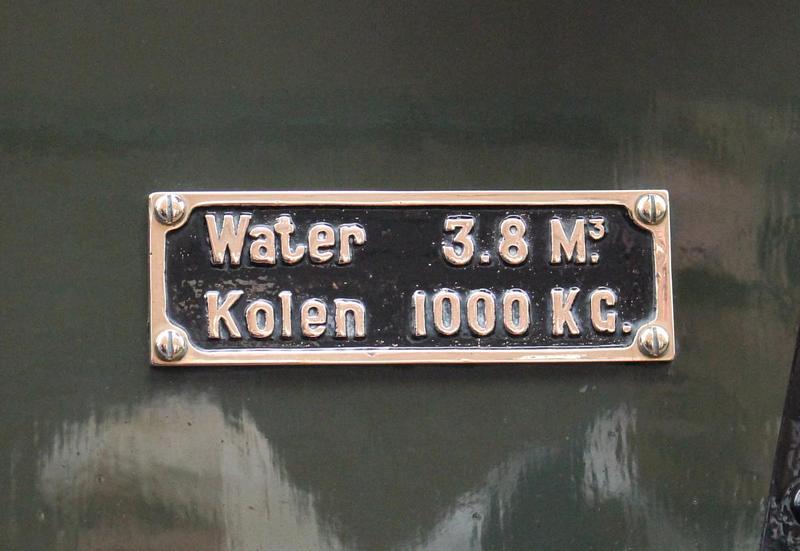 Water 3.8 M³.
Kolen 1000 KG.